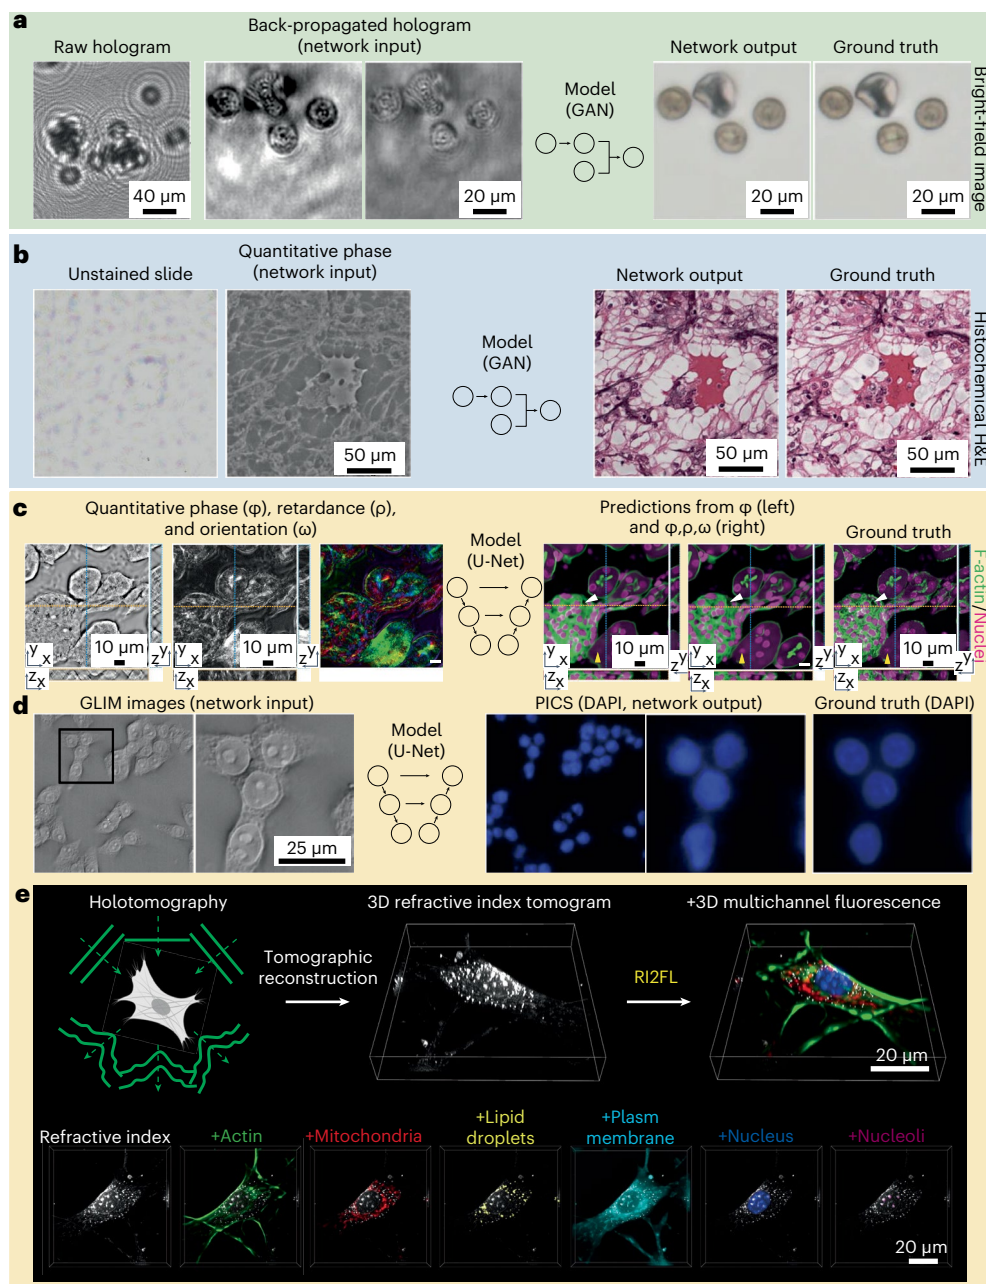 a
Raw hologram
Back-propagated hologram
(network input)
Network output
Ground truth
Model
(GAN)
40 µm
20 µm
20 µm
20 µm
Bright-field image
b
Unstained slide
Quantitative phase
(network input)
Network output
Ground truth
Model
(GAN)
50 µm
50 µm
50 µm
Histochemical H&E
c
Quantitative phase (φ), retardance (ρ),
and orientation (ω)
Model
(U-Net)
Predictions from φ (left)
and φ,ρ,ω (right)
Ground truth
10 µm
y
x
z
y
z
x
10 µm
y
x
z
y
z
x
10 µm
y
x
z
y
z
x
y
x
z
y
z
x
10 µm
y
x
z
y
z
x
F-actin/Nuclei
d
GLIM images (network input)
Model
(U-Net)
PICS (DAPI, network output)
Ground truth (DAPI)
25 µm
e
Holotomography
Tomographic
reconstruction
3D refractive index tomogram
RI2FL
+3D multichannel fluorescence
20 µm
Refractive index
+Actin
+Mitochondria
+Lipid
droplets
+Plasm
membrane
+Nucleus
+Nucleoli
20 µm